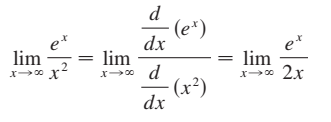 lim_{x→∞} e^x / x^2 = lim_{x→∞} (d/dx (e^x)) / (d/dx (x^2)) = lim_{x→∞} e^x / 2x